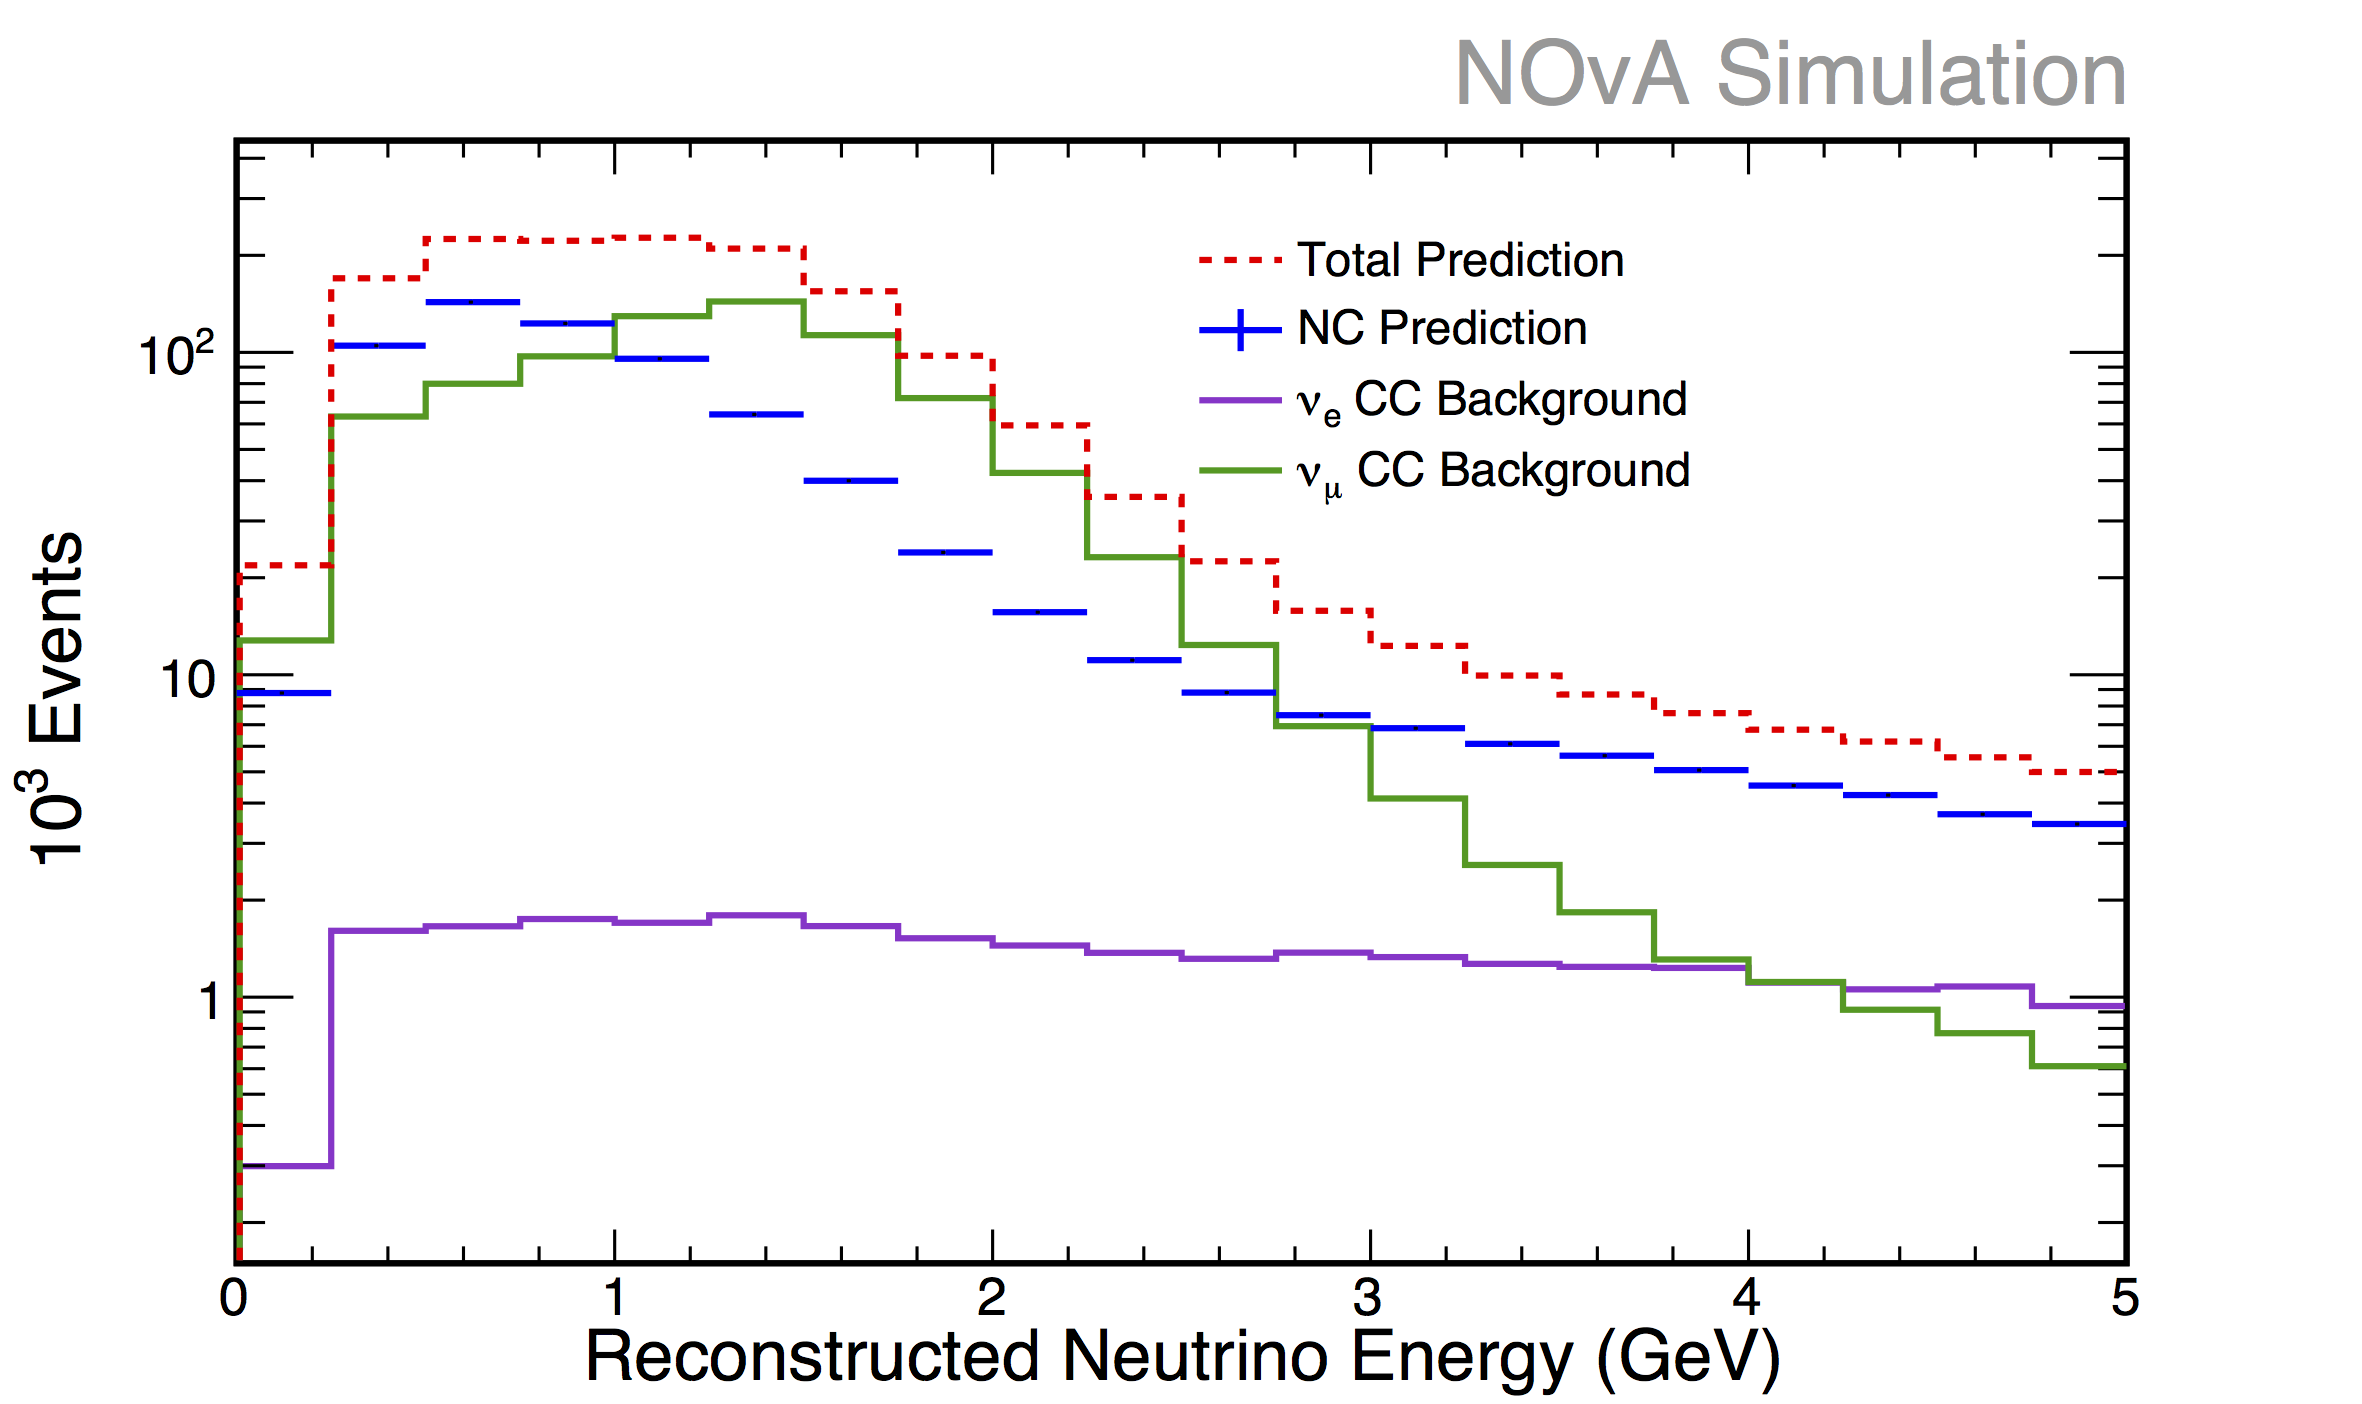 NOvA Simulation
Total Prediction
NC Prediction
νe CC Background
νμ CC Background
10²
10
1
10³ Events
0 1 2 3 4 5
Reconstructed Neutrino Energy (GeV)